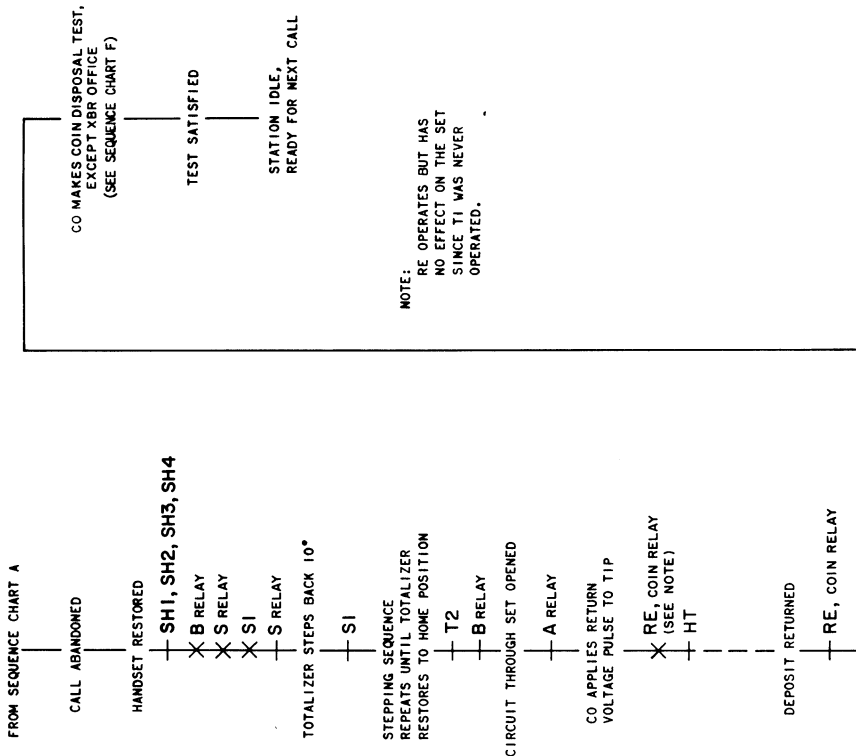 FROM SEQUENCE CHART A
CALL ABANDONED
HANDSET RESTORED
SH1, SH2, SH3, SH4
B RELAY
S RELAY
S1
S RELAY
TOTALIZER STEPS BACK 10°
S1
STEPPING SEQUENCE
REPEATS UNTIL TOTALIZER
RESTORES TO HOME POSITION
T2
B RELAY
CIRCUIT THROUGH SET OPENED
A RELAY
CO APPLIES RETURN
VOLTAGE PULSE TO TIP
RE, COIN RELAY
(SEE NOTE)
HT
DEPOSIT RETURNED
RE, COIN RELAY
CO MAKES COIN DISPOSAL TEST,
EXCEPT XBR OFFICE
(SEE SEQUENCE CHART F)
TEST SATISFIED
STATION IDLE,
READY FOR NEXT CALL
NOTE:
RE OPERATES BUT HAS
NO EFFECT ON THE SET
SINCE T1 WAS NEVER
OPERATED.